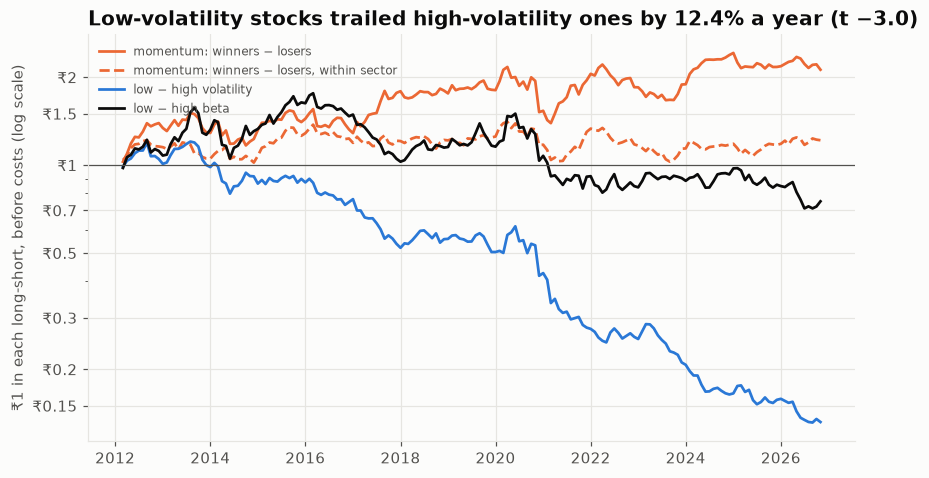 Low-volatility stocks trailed high-volatility ones by 12.4% a year (t −3.0)
momentum: winners − losers
momentum: winners − losers, within sector
low − high volatility
low − high beta
₹1 in each long-short, before costs (log scale)
₹2
₹1.5
₹1
₹0.7
₹0.5
₹0.3
₹0.2
₹0.15
2012 2014 2016 2018 2020 2022 2024 2026